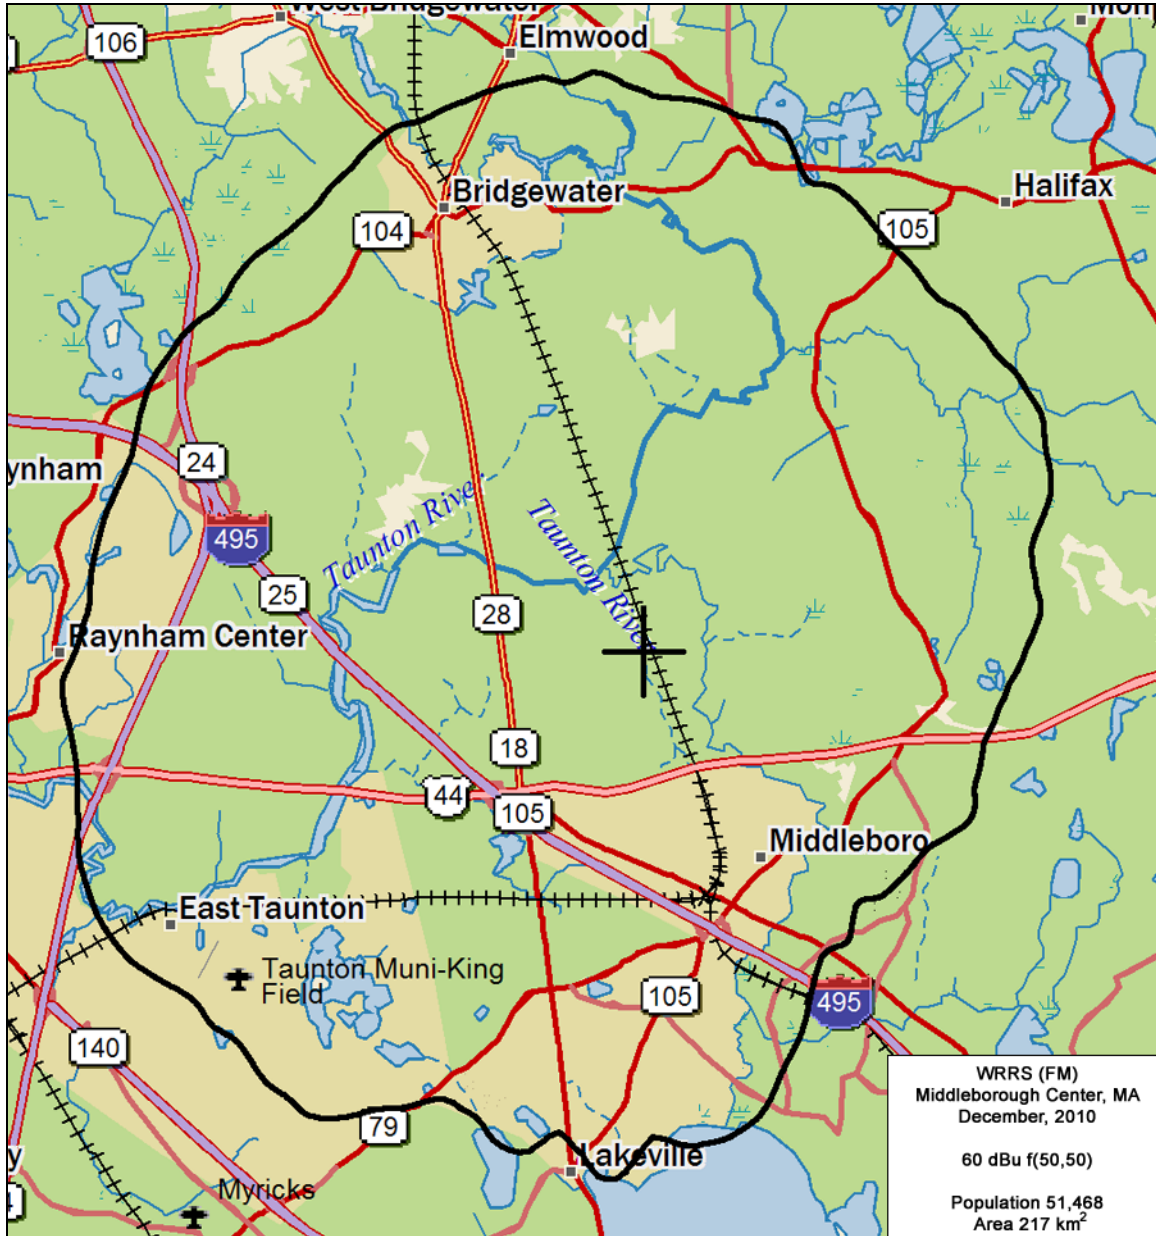 West Bridgewater
106
Elmwood
Bridgewater
Halifax
104
105
24
ynham
495
Taunton River
Taunton River
25
28
Raynham Center
18
44
105
Middleboro
East Taunton
Taunton Muni-King
Field
105
495
140
79
Lakeville
y
Myricks
WRRS (FM)
Middleborough Center, MA
December, 2010
60 dBu f(50,50)
Population 51,468
Area 217 km²